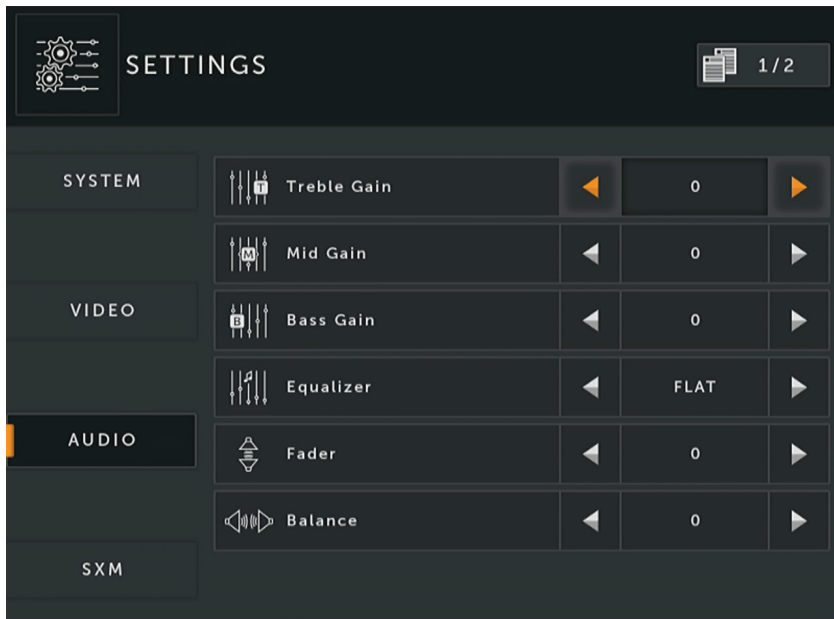 SETTINGS
1/2
SYSTEM
VIDEO
AUDIO
SXM
T Treble Gain 0
M Mid Gain 0
B Bass Gain 0
Equalizer FLAT
Fader 0
Balance 0